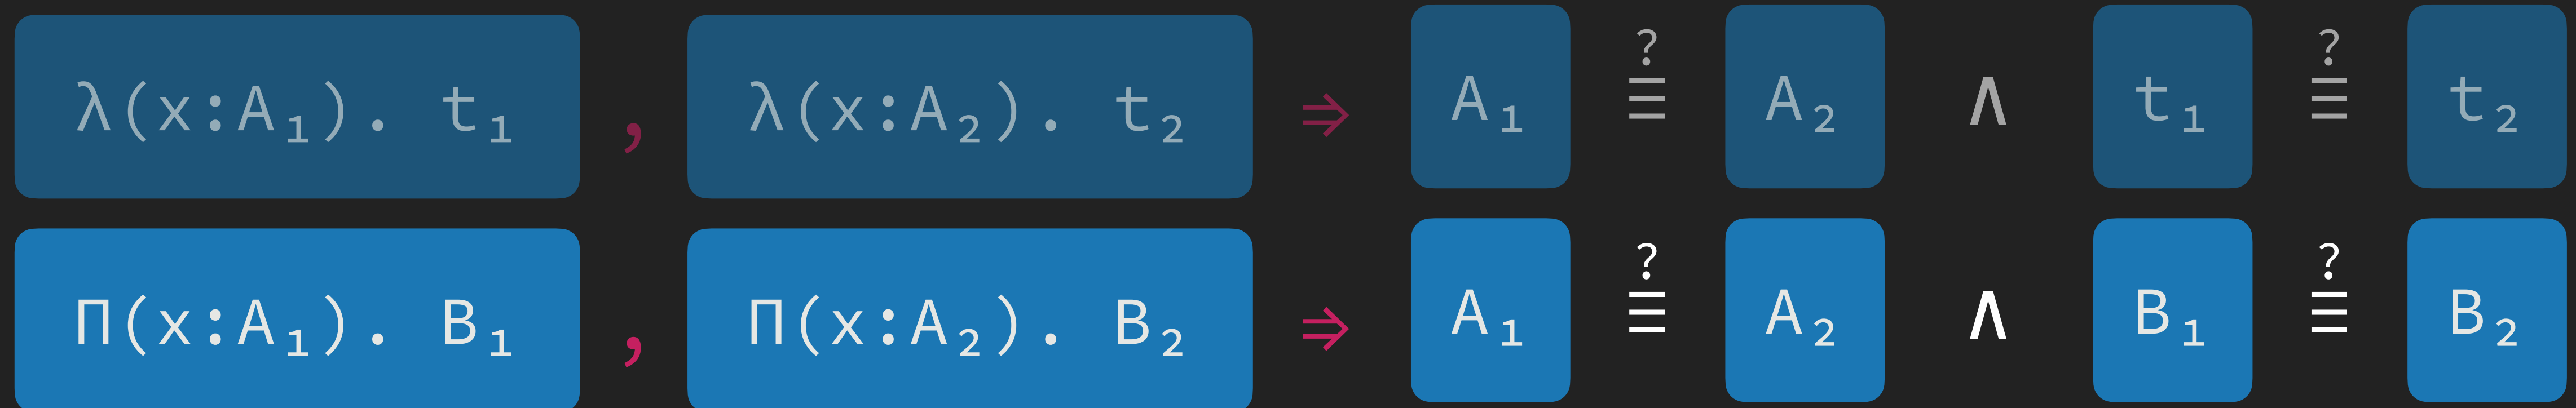 λ(x:A₁). t₁ , λ(x:A₂). t₂ ⇒ A₁ ≟ A₂ ∧ t₁ ≟ t₂
Π(x:A₁). B₁ , Π(x:A₂). B₂ ⇒ A₁ ≟ A₂ ∧ B₁ ≟ B₂